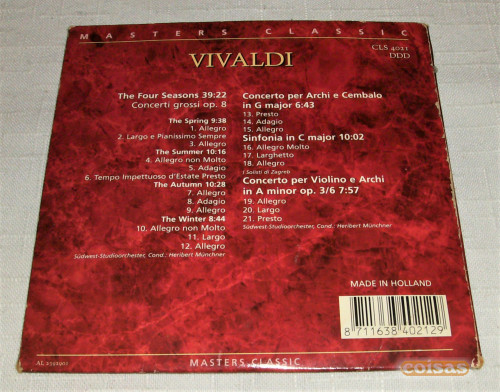 MASTERS CLASSIC
VIVALDI
CLS 4021
DDD
The Four Seasons 39:22
Concerti grossi op. 8
The Spring 9:38
1. Allegro
2. Largo e Pianissimo Sempre
3. Allegro
The Summer 10:16
4. Allegro non Molto
5. Adagio
6. Tempo Impettuoso d'Estate Presto
The Autumn 10:28
7. Allegro
8. Adagio
9. Allegro
The Winter 8:44
10. Allegro non Molto
11. Largo
12. Allegro
Südwest-Studioorchester, Cond.: Heribert Münchner
Concerto per Archi e Cembalo
in G major 6:43
13. Presto
14. Adagio
15. Allegro
Sinfonia in C major 10:02
16. Allegro Molto
17. Larghetto
18. Allegro
I Solisti di Zagreb
Concerto per Violino e Archi
in A minor op. 3/6 7:57
19. Allegro
20. Largo
21. Presto
Südwest-Studioorchester, Cond.: Heribert Münchner
MADE IN HOLLAND
8 711638 402129
MASTERS CLASSIC
coisas